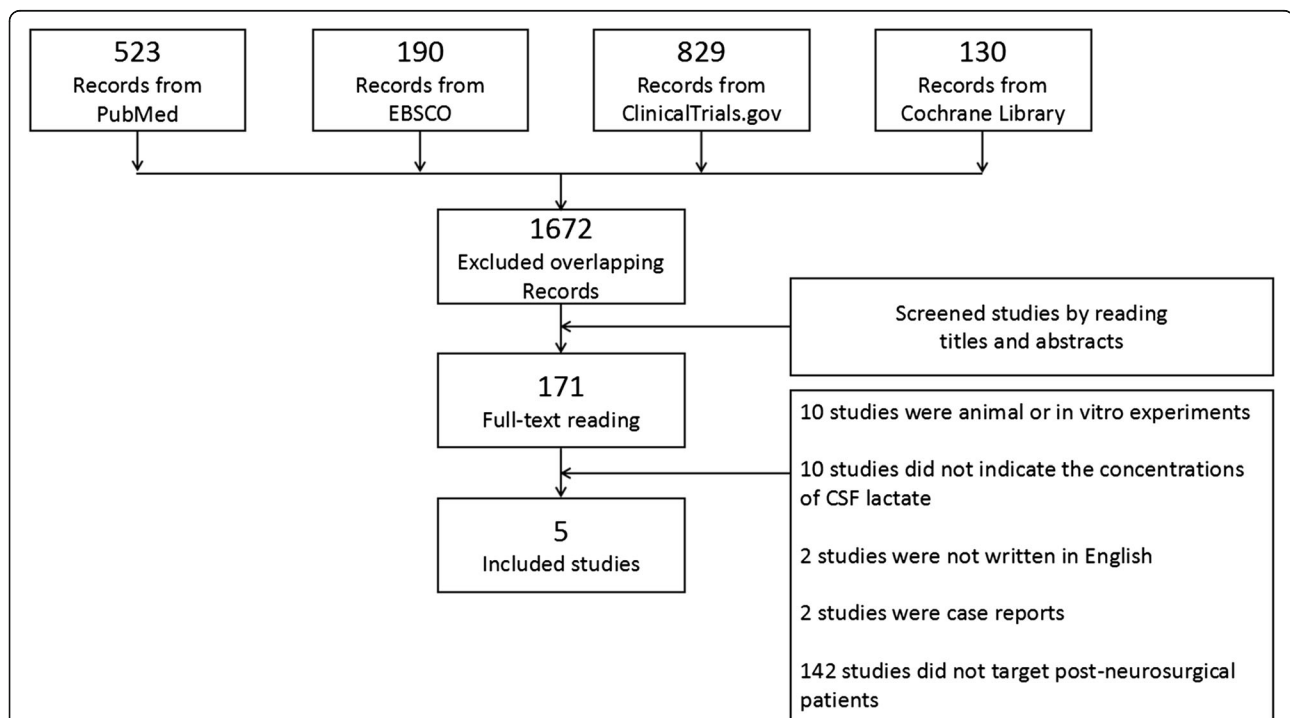 523
Records from
PubMed
190
Records from
EBSCO
829
Records from
ClinicalTrials.gov
130
Records from
Cochrane Library
1672
Excluded overlapping
Records
Screened studies by reading
titles and abstracts
171
Full-text reading
10 studies were animal or in vitro experiments
10 studies did not indicate the concentrations
of CSF lactate
2 studies were not written in English
2 studies were case reports
142 studies did not target post-neurosurgical
patients
5
Included studies